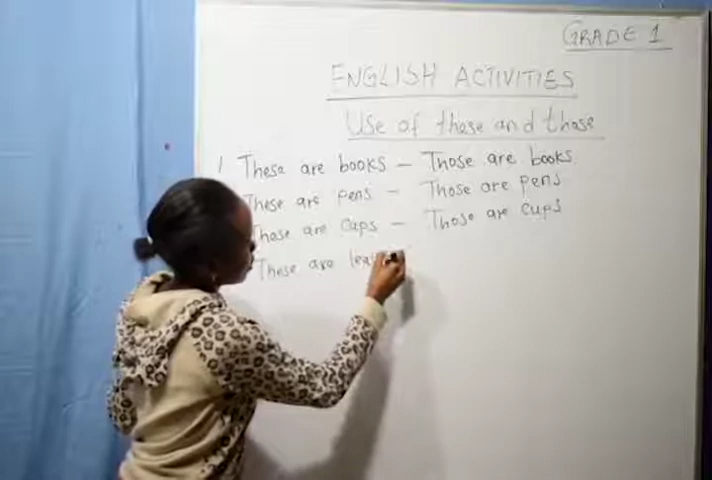 GRADE 1
ENGLISH ACTIVITIES
Use of these and those
1 These are books - Those are books
These are pens - Those are pens
These are cups - Those are cups
These are